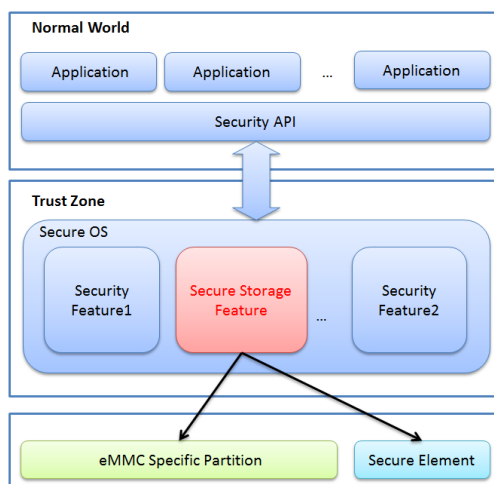 Normal World
Application Application ... Application
Security API
Trust Zone
Secure OS
Security Feature1
Secure Storage Feature
...
Security Feature2
eMMC Specific Partition Secure Element